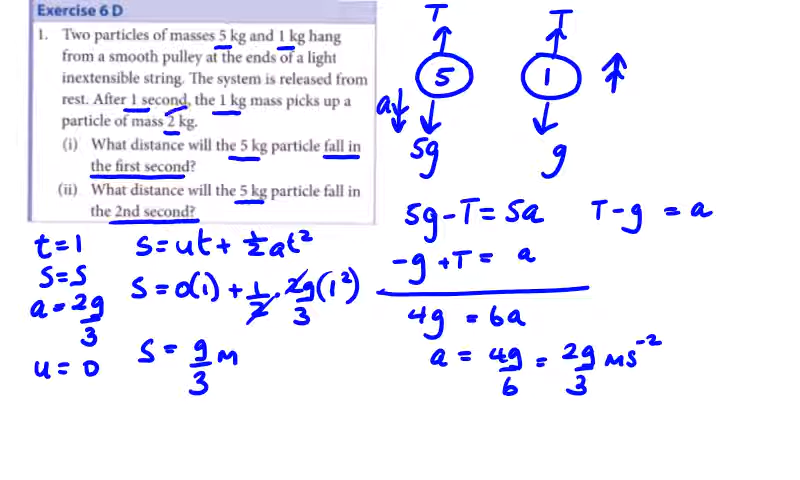 Exercise 6 D
1. Two particles of masses 5 kg and 1 kg hang
from a smooth pulley at the ends of a light
inextensible string. The system is released from
rest. After 1 second, the 1 kg mass picks up a
particle of mass 2 kg.
(i) What distance will the 5 kg particle fall in
the first second?
(ii) What distance will the 5 kg particle fall in
the 2nd second?
T T
5 1
a
5g g
5g - T = 5a T - g = a
-g + T = a
4g = 6a
a = 4g/6 = 2g/3 ms⁻²
t = 1 s = ut + ½at²
s = s
s = 0(1) + 1/2 · 2g/3 (1²)
a = 2g/3
s = g/3 m
u = 0